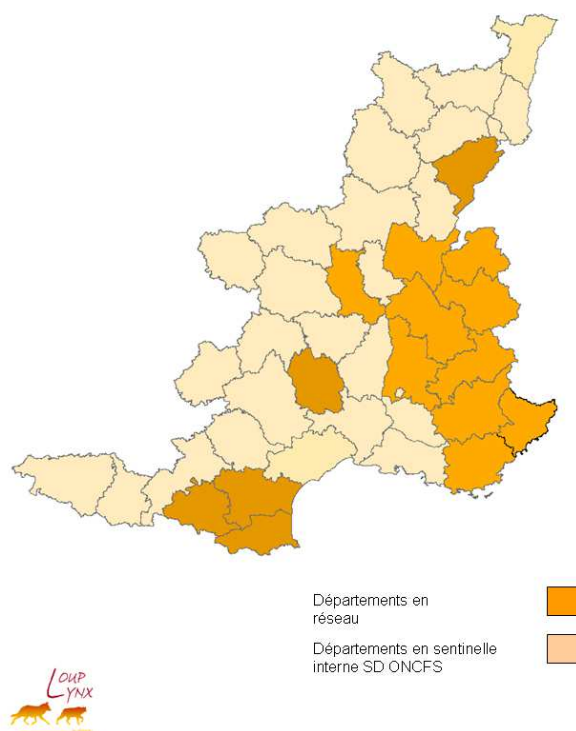 Départements en
réseau
Départements en sentinelle
interne SD ONCFS
LOUP
LYNX